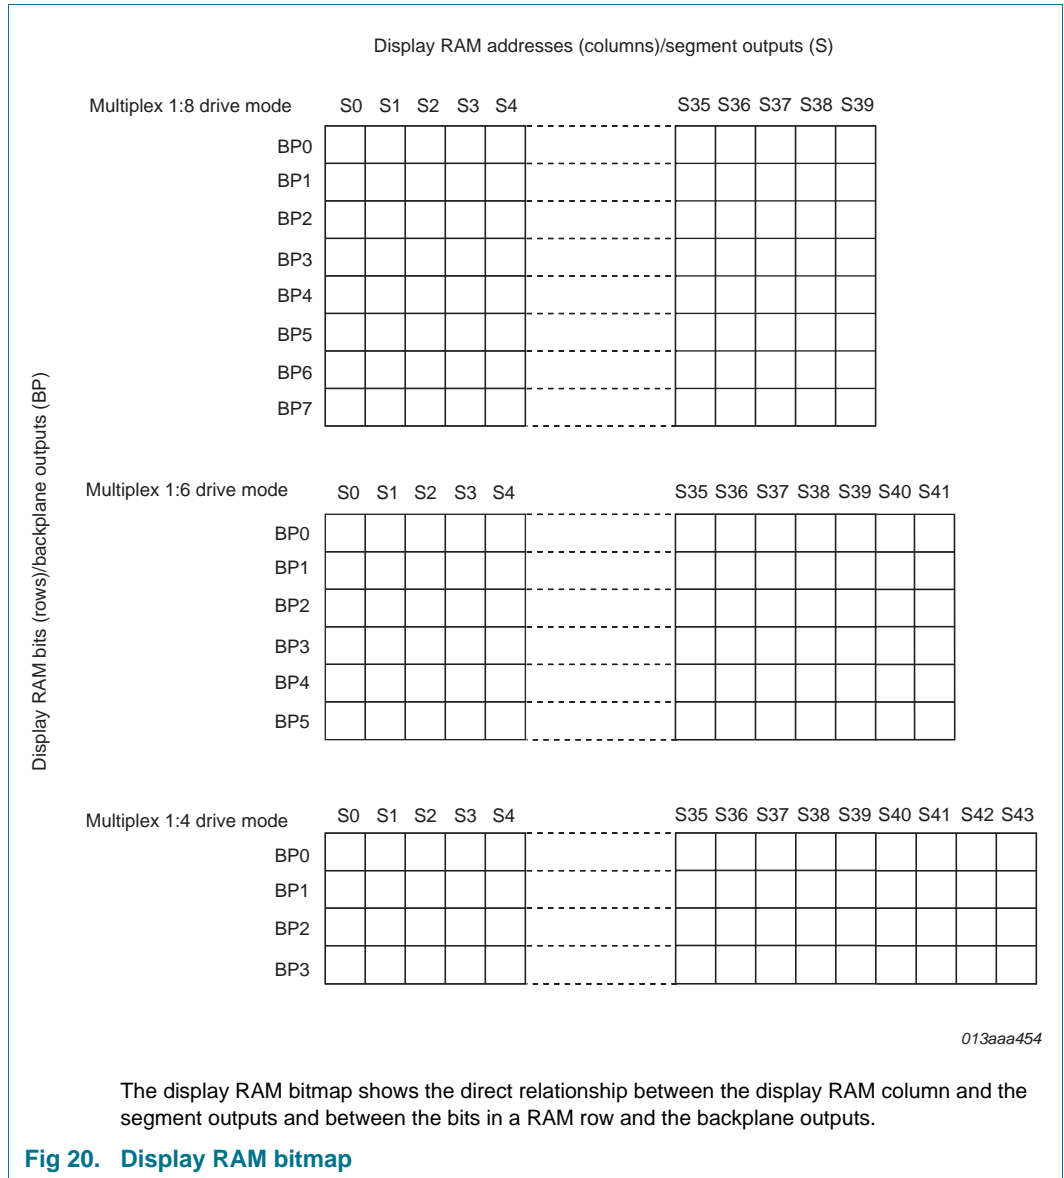 Display RAM addresses (columns)/segment outputs (S)
Display RAM bits (rows)/backplane outputs (BP)
Multiplex 1:8 drive mode S0 S1 S2 S3 S4 S35 S36 S37 S38 S39
BP0
BP1
BP2
BP3
BP4
BP5
BP6
BP7
Multiplex 1:6 drive mode S0 S1 S2 S3 S4 S35 S36 S37 S38 S39 S40 S41
BP0
BP1
BP2
BP3
BP4
BP5
Multiplex 1:4 drive mode S0 S1 S2 S3 S4 S35 S36 S37 S38 S39 S40 S41 S42 S43
BP0
BP1
BP2
BP3
013aaa454
The display RAM bitmap shows the direct relationship between the display RAM column and the
segment outputs and between the bits in a RAM row and the backplane outputs.
Fig 20. Display RAM bitmap